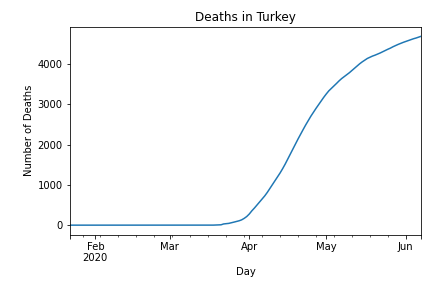 Deaths in Turkey
Number of Deaths
4000
3000
2000
1000
0
Feb
2020
Mar
Apr
May
Jun
Day